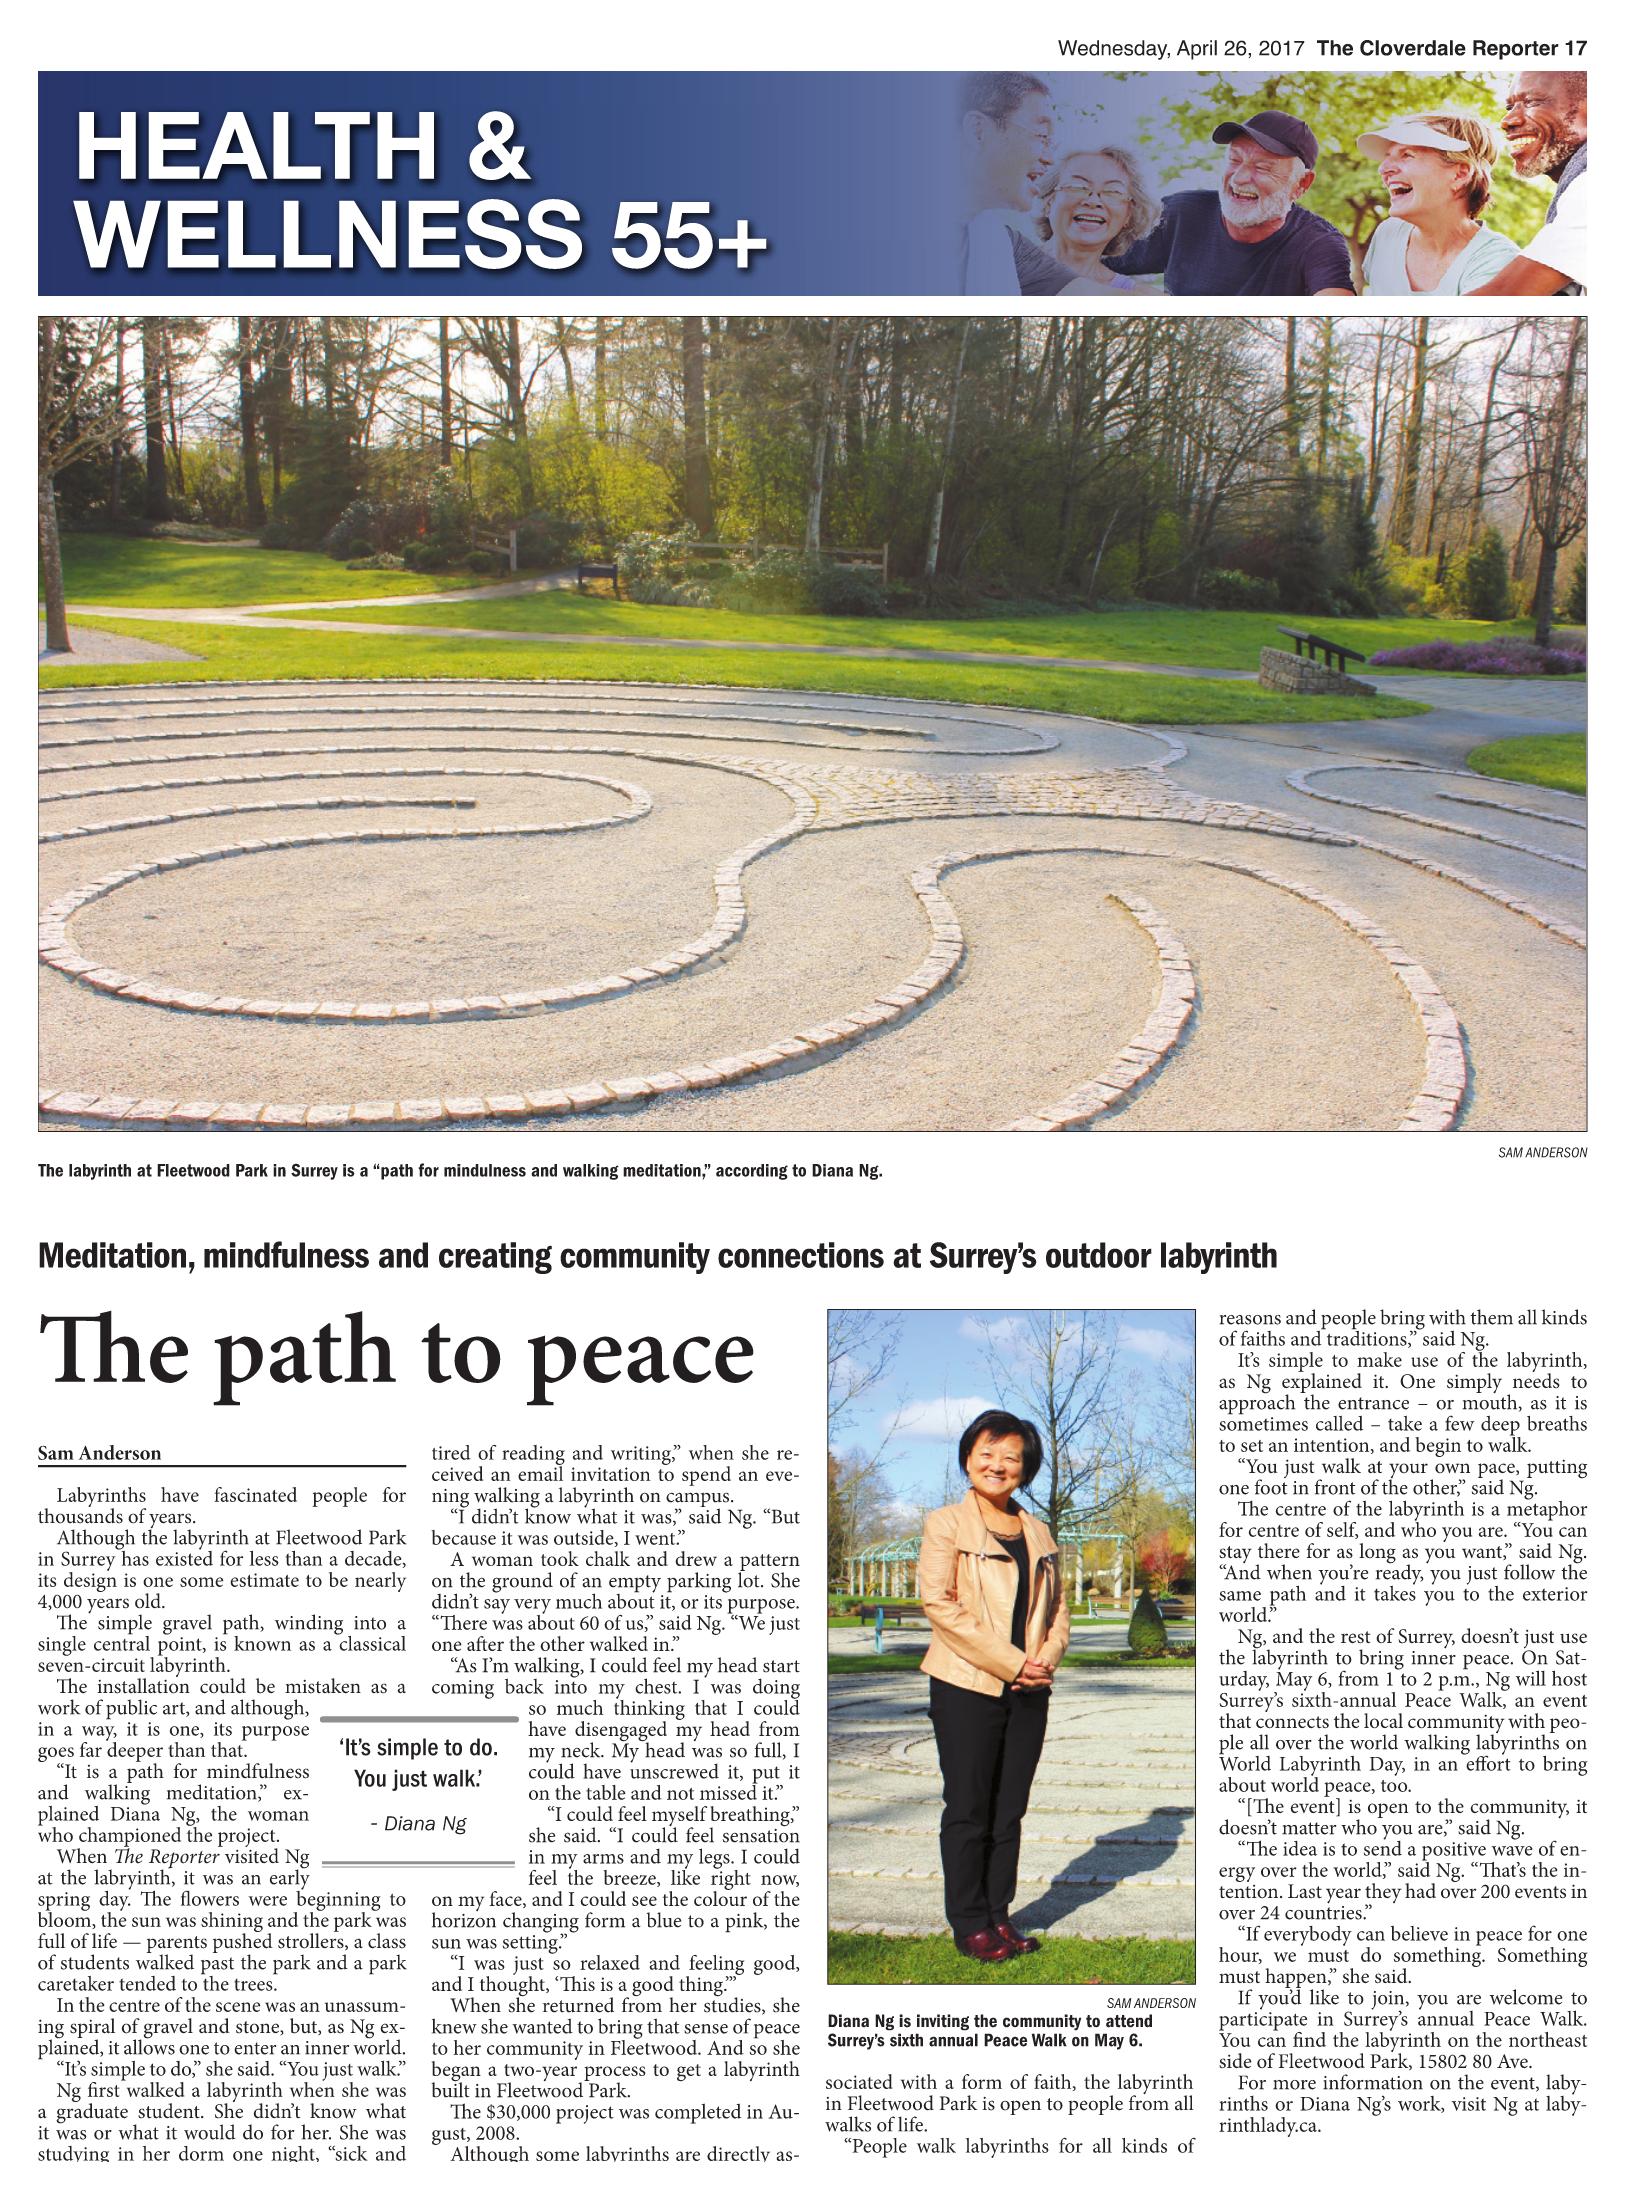 Wednesday, April 26, 2017 The Cloverdale Reporter 17
HEALTH &
WELLNESS 55+
SAM ANDERSON
The labyrinth at Fleetwood Park in Surrey is a “path for mindulness and walking meditation,” according to Diana Ng.
Meditation, mindfulness and creating community connections at Surrey’s outdoor labyrinth
The path to peace
Sam Anderson
Labyrinths have fascinated people for
thousands of years.
Although the labyrinth at Fleetwood Park
in Surrey has existed for less than a decade,
its design is one some estimate to be nearly
4,000 years old.
The simple gravel path, winding into a
single central point, is known as a classical
seven-circuit labyrinth.
The installation could be mistaken as a
work of public art, and although,
in a way, it is one, its purpose
goes far deeper than that.
“It is a path for mindfulness
and walking meditation,” ex-
plained Diana Ng, the woman
who championed the project.
When The Reporter visited Ng
at the labryinth, it was an early
spring day. The flowers were beginning to
bloom, the sun was shining and the park was
full of life — parents pushed strollers, a class
of students walked past the park and a park
caretaker tended to the trees.
In the centre of the scene was an unassum-
ing spiral of gravel and stone, but, as Ng ex-
plained, it allows one to enter an inner world.
“It’s simple to do,” she said. “You just walk.”
Ng first walked a labyrinth when she was
a graduate student. She didn’t know what
it was or what it would do for her. She was
studying in her dorm one night, “sick and
‘It’s simple to do.
You just walk.’
- Diana Ng
tired of reading and writing,” when she re-
ceived an email invitation to spend an eve-
ning walking a labyrinth on campus.
“I didn’t know what it was,” said Ng. “But
because it was outside, I went.”
A woman took chalk and drew a pattern
on the ground of an empty parking lot. She
didn’t say very much about it, or its purpose.
“There was about 60 of us,” said Ng. “We just
one after the other walked in.”
“As I’m walking, I could feel my head start
coming back into my chest. I was doing
so much thinking that I could
have disengaged my head from
my neck. My head was so full, I
could have unscrewed it, put it
on the table and not missed it.”
“I could feel myself breathing,”
she said. “I could feel sensation
in my arms and my legs. I could
feel the breeze, like right now,
on my face, and I could see the colour of the
horizon changing form a blue to a pink, the
sun was setting.”
“I was just so relaxed and feeling good,
and I thought, ‘This is a good thing.’”
When she returned from her studies, she
knew she wanted to bring that sense of peace
to her community in Fleetwood. And so she
began a two-year process to get a labyrinth
built in Fleetwood Park.
The $30,000 project was completed in Au-
gust, 2008.
Although some labyrinths are directly as-
SAM ANDERSON
Diana Ng is inviting the community to attend
Surrey’s sixth annual Peace Walk on May 6.
sociated with a form of faith, the labyrinth
in Fleetwood Park is open to people from all
walks of life.
“People walk labyrinths for all kinds of
reasons and people bring with them all kinds
of faiths and traditions,” said Ng.
It’s simple to make use of the labyrinth,
as Ng explained it. One simply needs to
approach the entrance – or mouth, as it is
sometimes called – take a few deep breaths
to set an intention, and begin to walk.
“You just walk at your own pace, putting
one foot in front of the other,” said Ng.
The centre of the labyrinth is a metaphor
for centre of self, and who you are. “You can
stay there for as long as you want,” said Ng.
“And when you’re ready, you just follow the
same path and it takes you to the exterior
world.”
Ng, and the rest of Surrey, doesn’t just use
the labyrinth to bring inner peace. On Sat-
urday, May 6, from 1 to 2 p.m., Ng will host
Surrey’s sixth-annual Peace Walk, an event
that connects the local community with peo-
ple all over the world walking labyrinths on
World Labyrinth Day, in an effort to bring
about world peace, too.
“[The event] is open to the community, it
doesn’t matter who you are,” said Ng.
“The idea is to send a positive wave of en-
ergy over the world,” said Ng. “That’s the in-
tention. Last year they had over 200 events in
over 24 countries.”
“If everybody can believe in peace for one
hour, we must do something. Something
must happen,” she said.
If you’d like to join, you are welcome to
participate in Surrey’s annual Peace Walk.
You can find the labyrinth on the northeast
side of Fleetwood Park, 15802 80 Ave.
For more information on the event, laby-
rinths or Diana Ng’s work, visit Ng at laby-
rinthlady.ca.